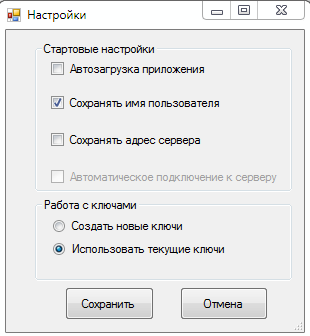 Настройки
Стартовые настройки
Автозагрузка приложения
Сохранять имя пользователя
Сохранять адрес сервера
Автоматическое подключение к серверу
Работа с ключами
Создать новые ключи
Использовать текущие ключи
Сохранить Отмена